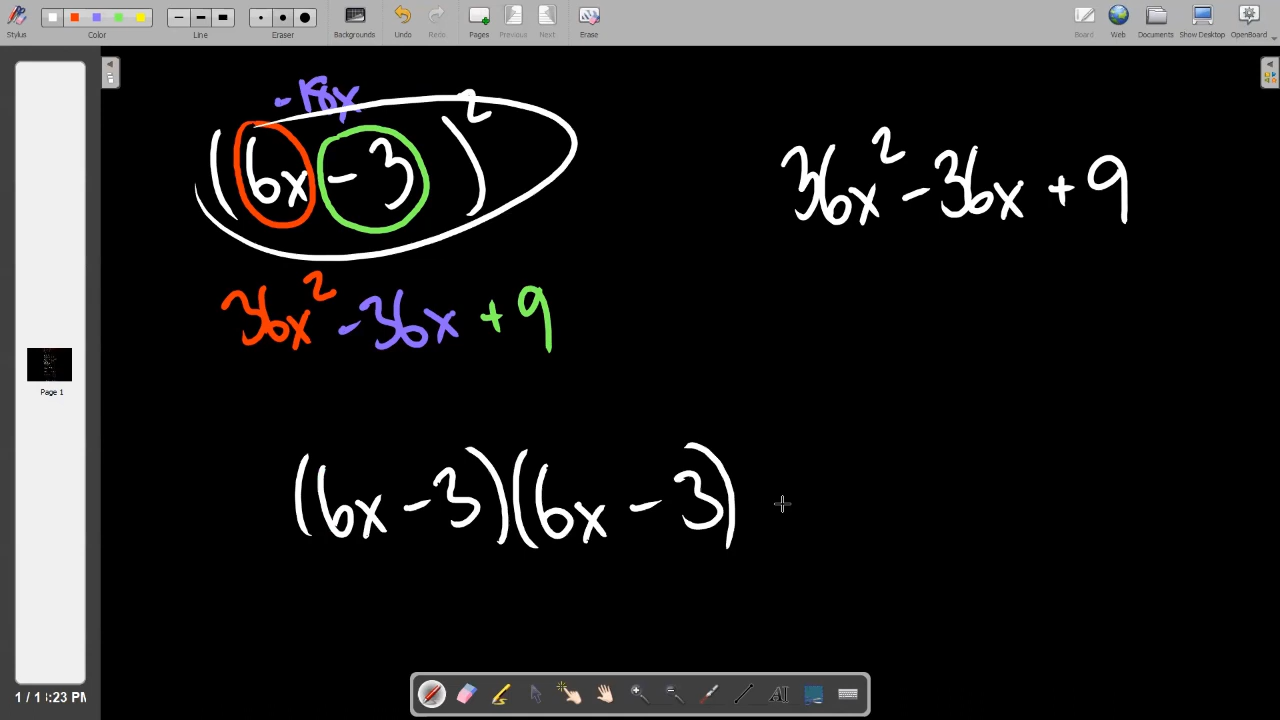 Stylus Color Line Eraser Backgrounds Undo Redo Pages Previous Next Erase Board Web Documents Show Desktop OpenBoard
-18x
(6x - 3)²
36x² - 36x + 9
36x² - 36x + 9
Page 1
(6x - 3)(6x - 3)